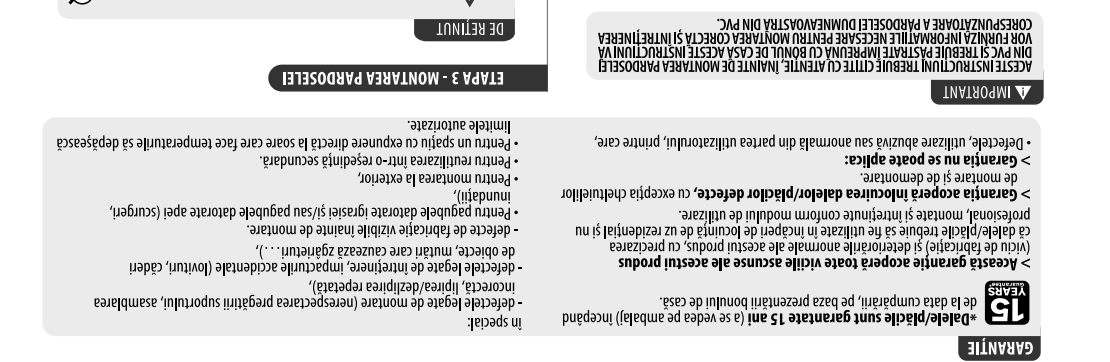 GARANȚIE
15
YEARS
Guarantee*
*Dalele/plăcile sunt garantate 15 ani (a se vedea pe ambalaj) începând
de la data cumpărării, pe baza prezentării bonului de casă.
> Această garanție acoperă toate viciile ascunse ale acestui produs
(viciu de fabricație) și deteriorările anormale ale acestui produs, cu precizarea
că dalele/plăcile trebuie să fie utilizate în încăperi de locuință de uz rezidențial și nu
profesional, montate și întreținute conform modului de utilizare.
> Garanția acoperă înlocuirea dalelor/plăcilor defecte, cu excepția cheltuielilor
de montare și de demontare.
> Garanția nu se poate aplica:
• Defectele, utilizare abuzivă sau anormală din partea utilizatorului, printre care,
în special:
- defectele legate de montare (nerespectarea pregătirii suportului, asamblarea
incorectă, lipirea/dezlipirea repetată),
- defectele legate de întreținere, impacturile accidentale (lovituri, căderi
de obiecte, mutări care cauzează zgârieturi…),
- defecte de fabricație vizibile înainte de montare.
• Pentru pagubele datorate igrasiei și/sau pagubele datorate apei (scurgeri,
inundații),
• Pentru montarea la exterior,
• Pentru reutilizarea într-o reședință secundară.
• Pentru un spațiu cu expunere directă la soare care face temperaturile să depășească
limitele autorizate.
IMPORTANT
ACESTE INSTRUCȚIUNI TREBUIE CITITE CU ATENȚIE, ÎNAINTE DE MONTAREA PARDOSELEI
DIN PVC ȘI TREBUIE PĂSTRATE ÎMPREUNĂ CU BONUL DE CASĂ ACESTE INSTRUCȚIUNI VĂ
VOR FURNIZA INFORMAȚIILE NECESARE PENTRU MONTAREA CORECTĂ ȘI ÎNTREȚINEREA
CORESPUNZĂTOARE A PARDOSELEI DUMNEAVOASTRĂ DIN PVC.
ETAPA 3 - MONTAREA PARDOSELEI
DE REȚINUT